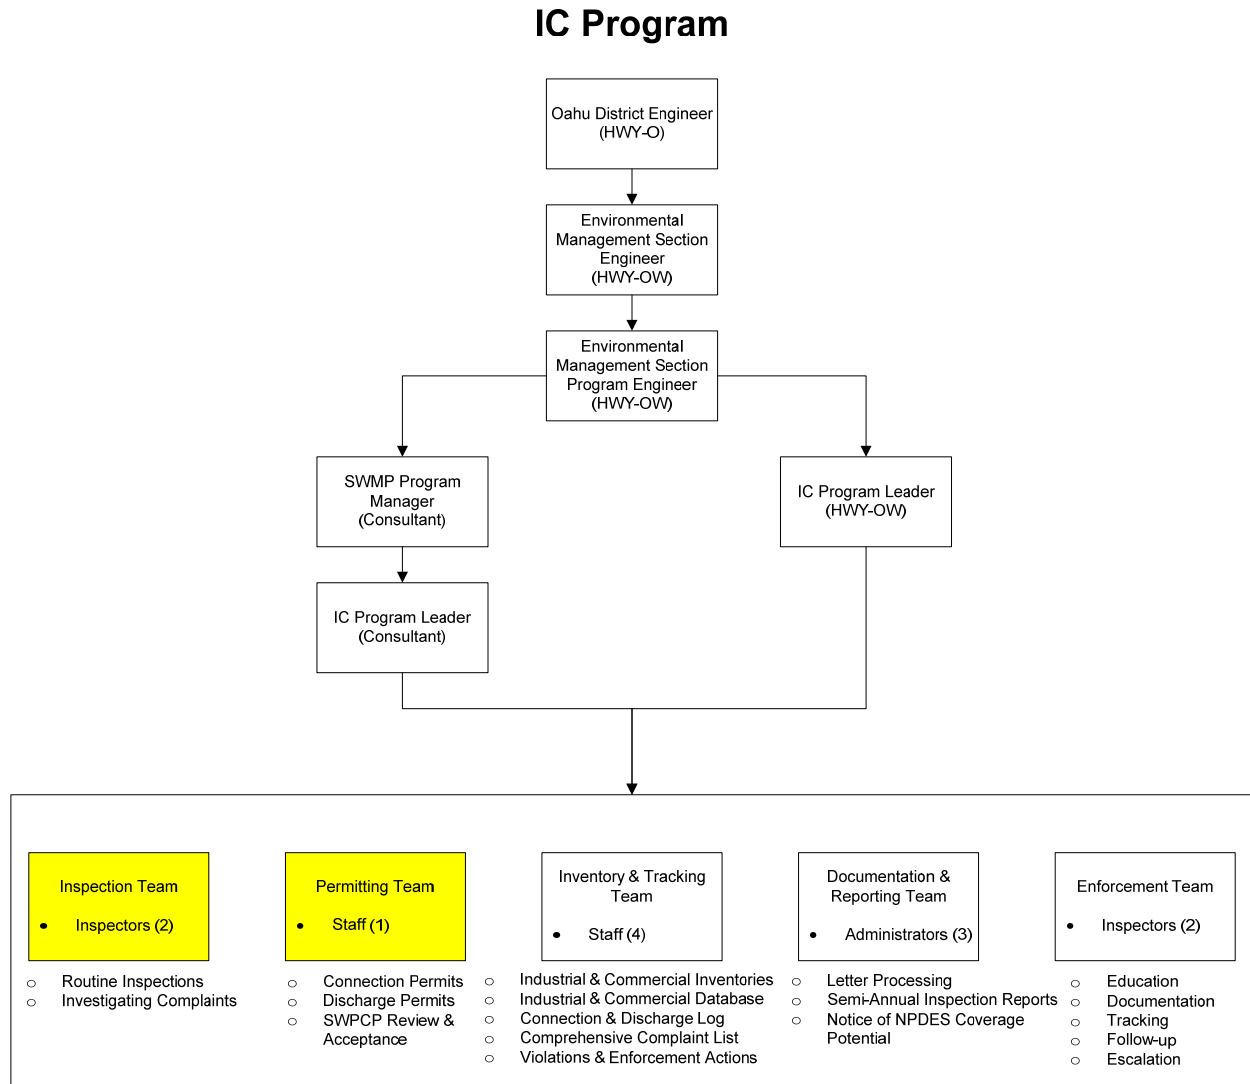 IC Program
Oahu District Engineer
(HWY-O)
Environmental
Management Section
Engineer
(HWY-OW)
Environmental
Management Section
Program Engineer
(HWY-OW)
SWMP Program
Manager
(Consultant)
IC Program Leader
(HWY-OW)
IC Program Leader
(Consultant)
Inspection Team
• Inspectors (2)
○ Routine Inspections
○ Investigating Complaints
Permitting Team
• Staff (1)
○ Connection Permits
○ Discharge Permits
○ SWPCP Review &
Acceptance
Inventory & Tracking
Team
• Staff (4)
○ Industrial & Commercial Inventories
○ Industrial & Commercial Database
○ Connection & Discharge Log
○ Comprehensive Complaint List
○ Violations & Enforcement Actions
Documentation &
Reporting Team
• Administrators (3)
○ Letter Processing
○ Semi-Annual Inspection Reports
○ Notice of NPDES Coverage
Potential
Enforcement Team
• Inspectors (2)
○ Education
○ Documentation
○ Tracking
○ Follow-up
○ Escalation